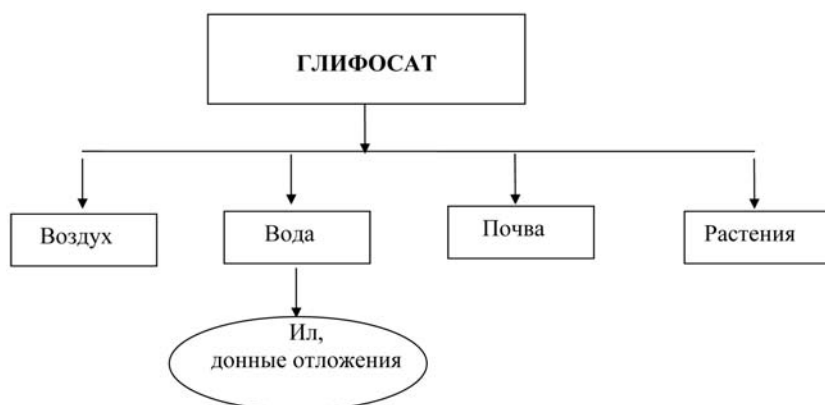 ГЛИФОСАТ
Воздух
Вода
Почва
Растения
Ил,
донные отложения